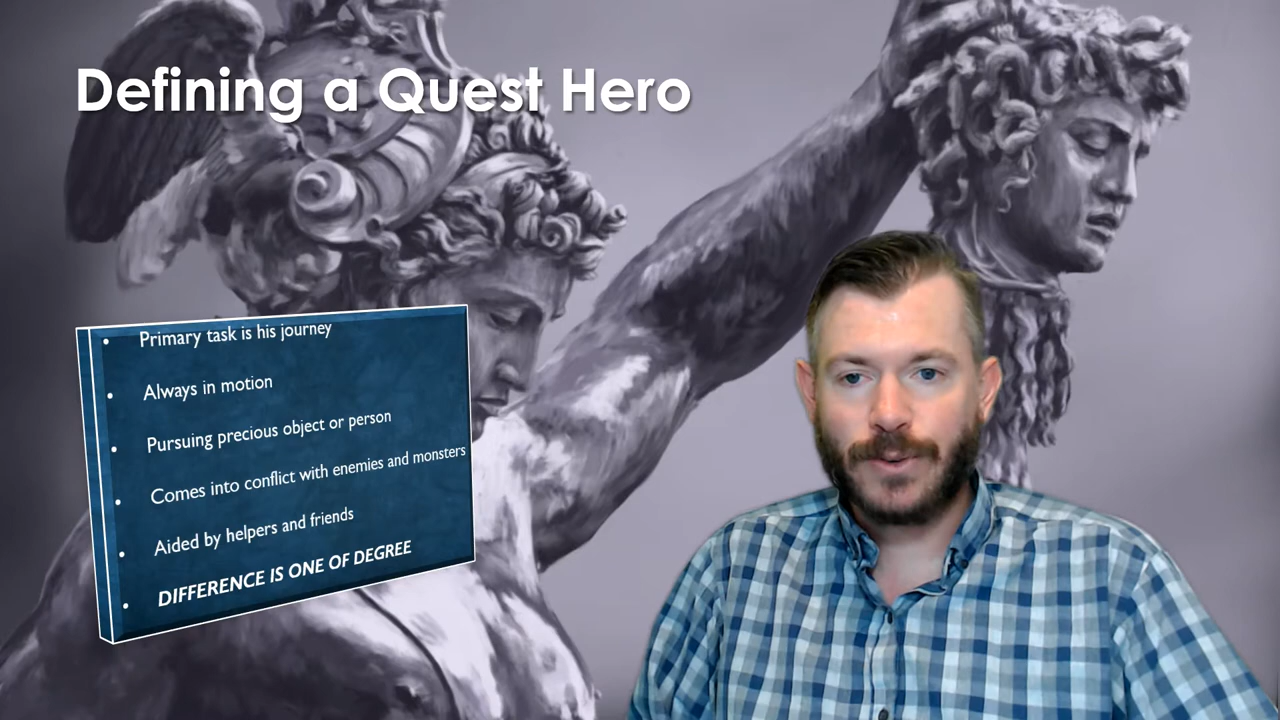 Defining a Quest Hero
• Primary task is his journey
• Always in motion
• Pursuing precious object or person
• Comes into conflict with enemies and monsters
• Aided by helpers and friends
• DIFFERENCE IS ONE OF DEGREE